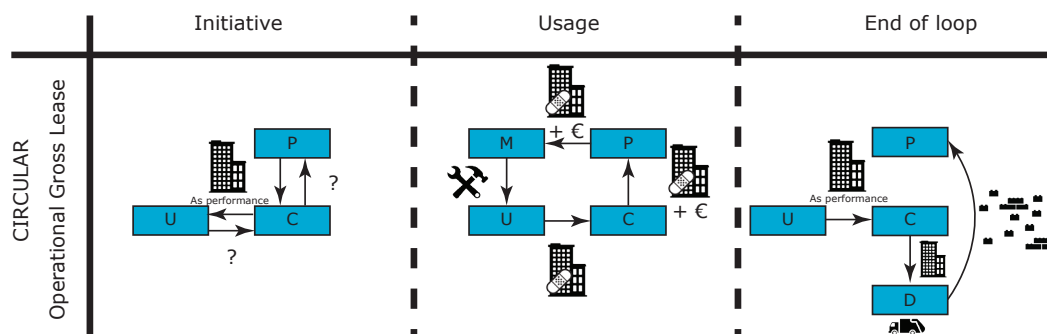 Initiative
Usage
End of loop
CIRCULAR
Operational Gross Lease
P
?
As performance
U
C
?
+ €
M
P
+ €
U
C
P
As performance
U
C
D